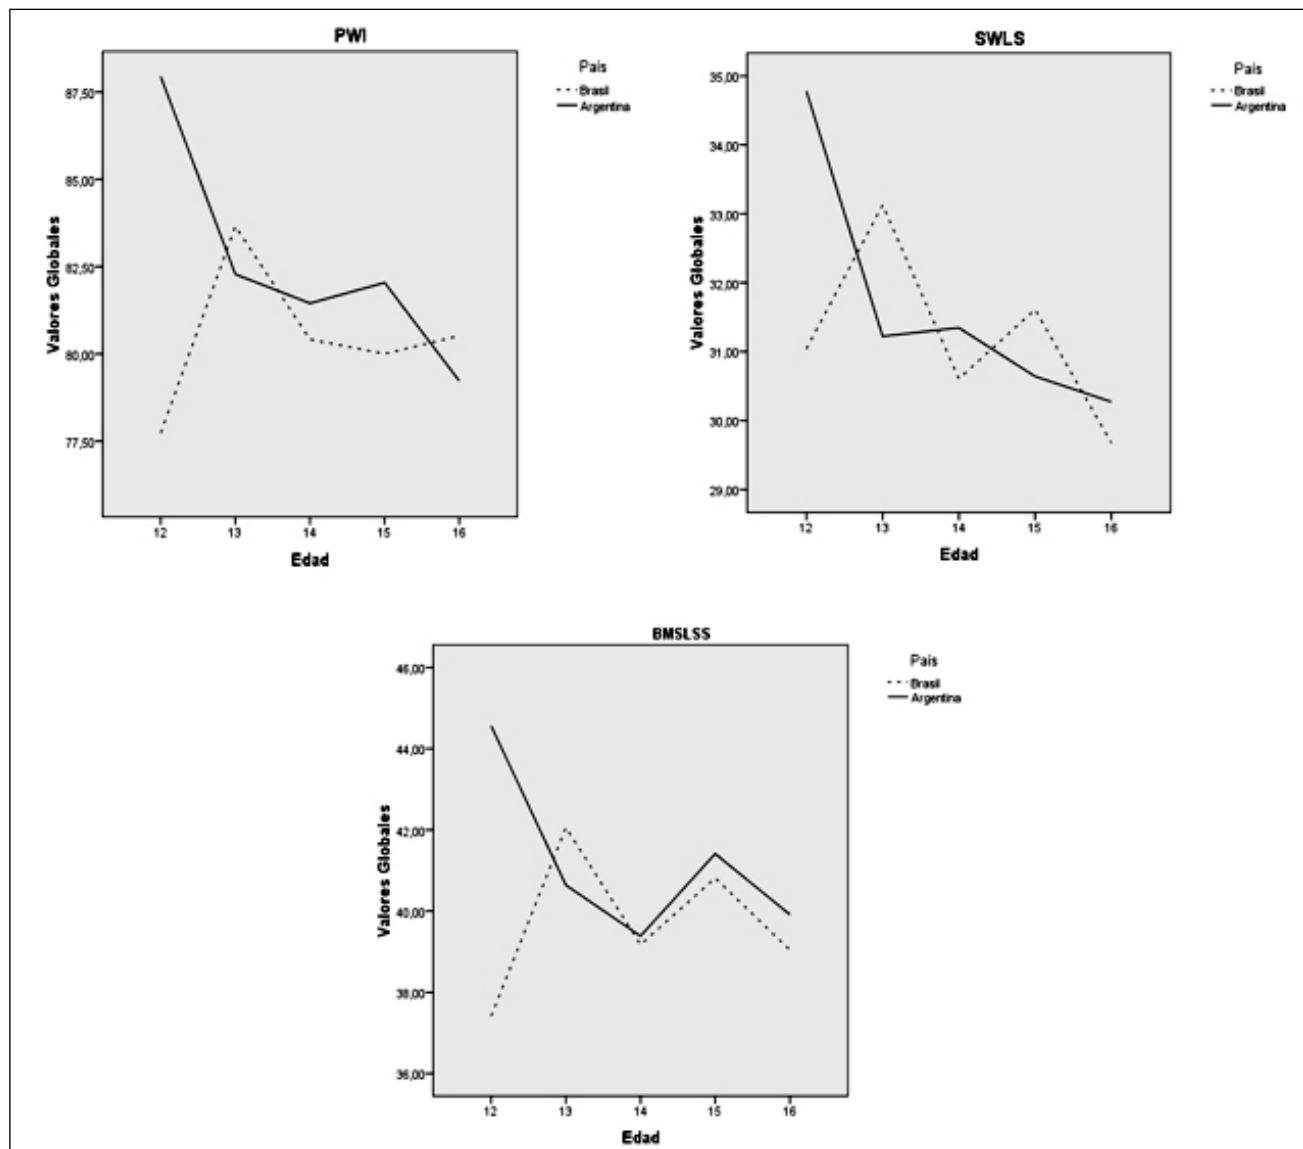 PWI
País
Brasil
Argentina
Valores Globales
87,50
85,00
82,50
80,00
77,50
12 13 14 15 16
Edad
SWLS
País
Brasil
Argentina
Valores Globales
35,00
34,00
33,00
32,00
31,00
30,00
29,00
12 13 14 15 16
Edad
BMSLSS
País
Brasil
Argentina
Valores Globales
46,00
44,00
42,00
40,00
38,00
36,00
12 13 14 15 16
Edad